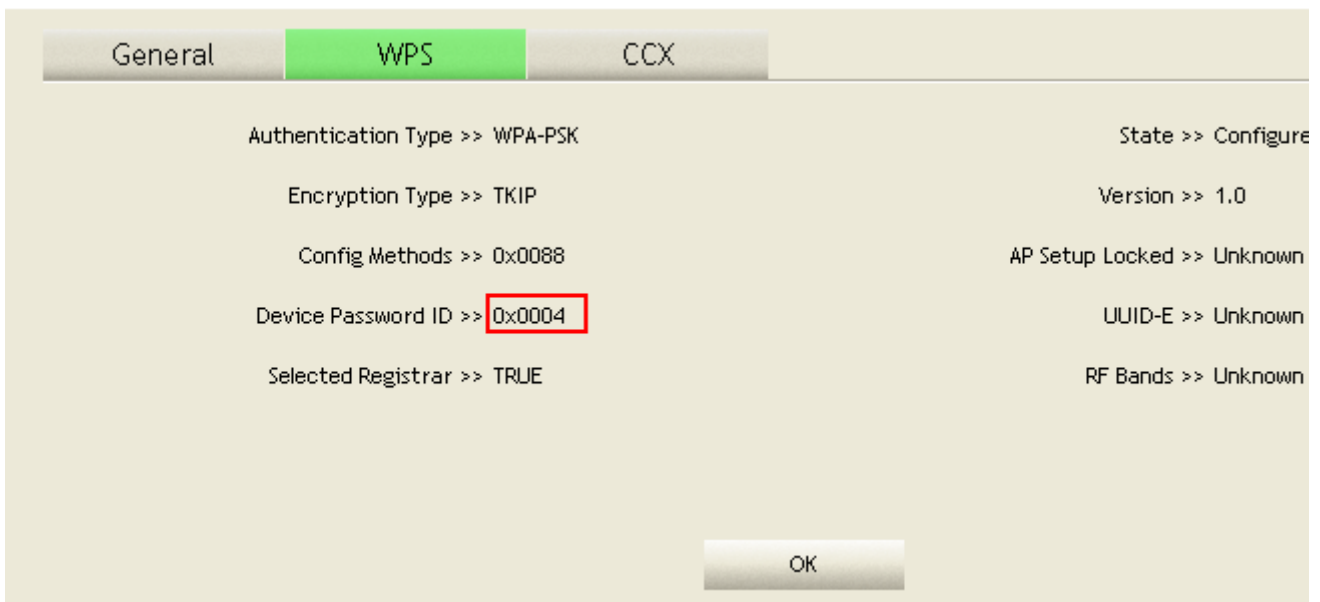 General WPS CCX
Authentication Type >> WPA-PSK State >> Configure
Encryption Type >> TKIP Version >> 1.0
Config Methods >> 0x0088 AP Setup Locked >> Unknown
Device Password ID >> 0x0004 UUID-E >> Unknown
Selected Registrar >> TRUE RF Bands >> Unknown
OK